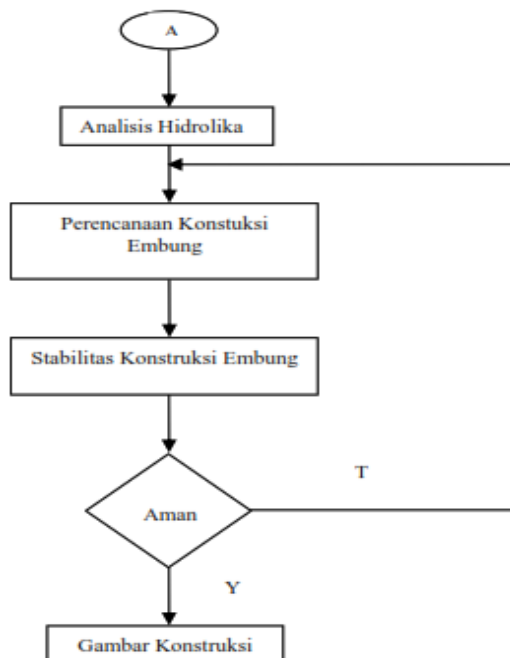 A
Analisis Hidrolika
Perencanaan Konstuksi
Embung
Stabilitas Konstruksi Embung
Aman
T
Y
Gambar Konstruksi